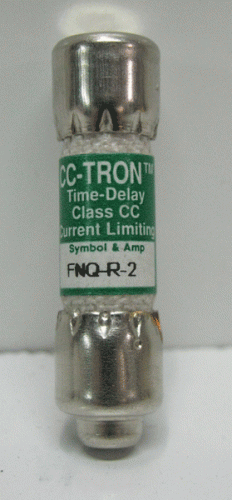 CC-TRON™
Time-Delay
Class CC
Current Limiting
Symbol & Amp
FNQ-R-2